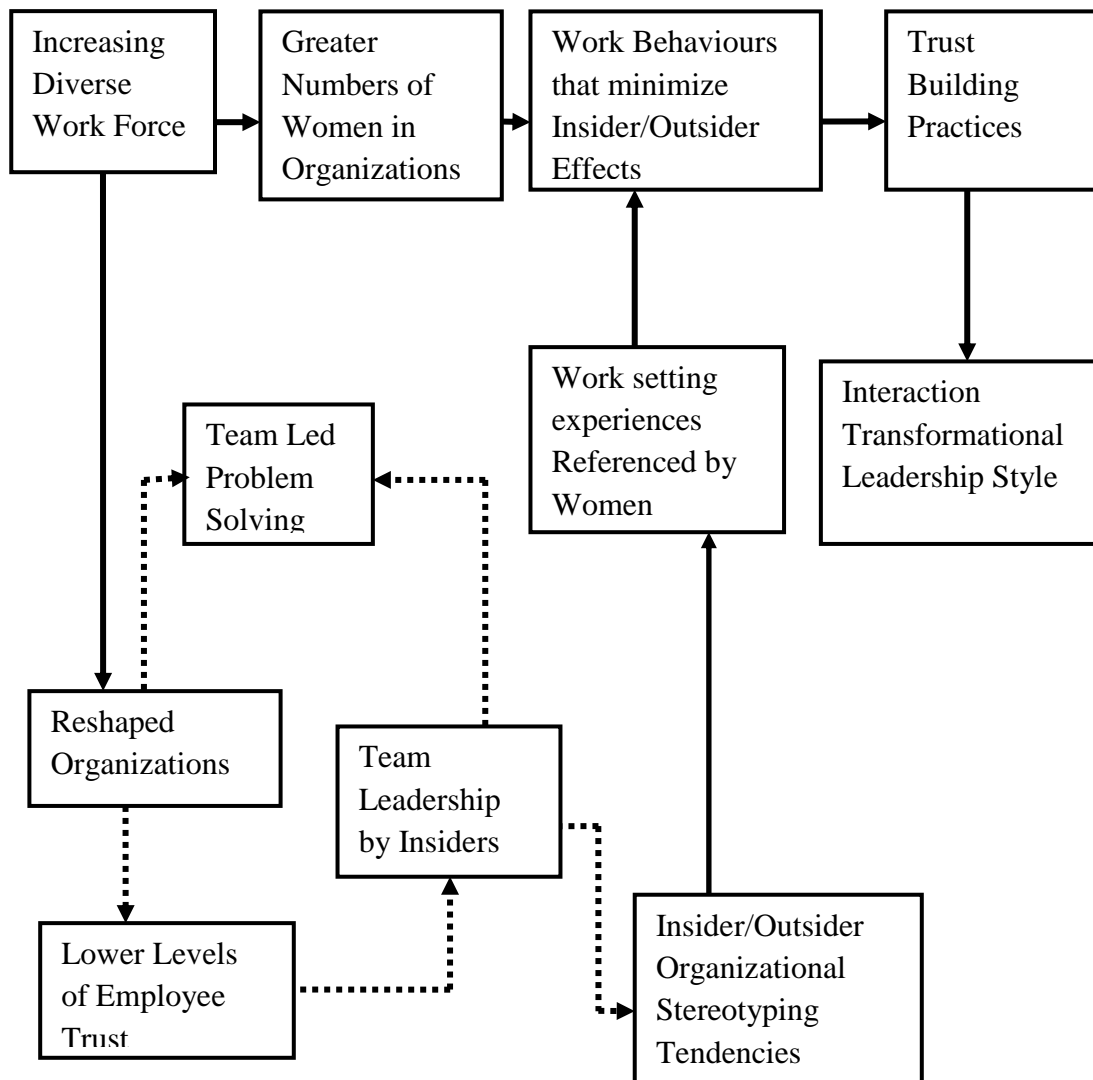 Increasing
Diverse
Work Force
Greater
Numbers of
Women in
Organizations
Work Behaviours
that minimize
Insider/Outsider
Effects
Trust
Building
Practices
Work setting
experiences
Referenced by
Women
Interaction
Transformational
Leadership Style
Team Led
Problem
Solving
Reshaped
Organizations
Team
Leadership
by Insiders
Lower Levels
of Employee
Trust
Insider/Outsider
Organizational
Stereotyping
Tendencies